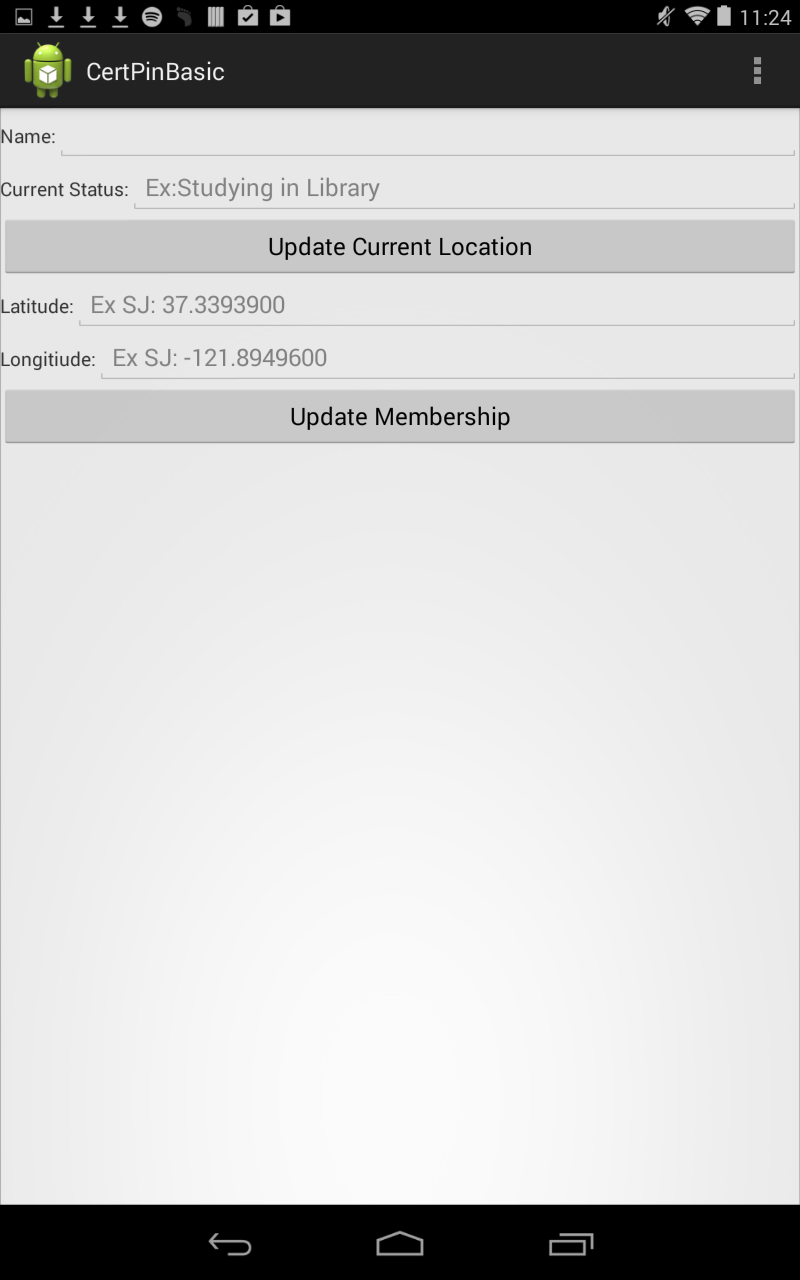 11:24
CertPinBasic
Name:
Current Status: Ex:Studying in Library
Update Current Location
Latitude: Ex SJ: 37.3393900
Longitiude: Ex SJ: -121.8949600
Update Membership